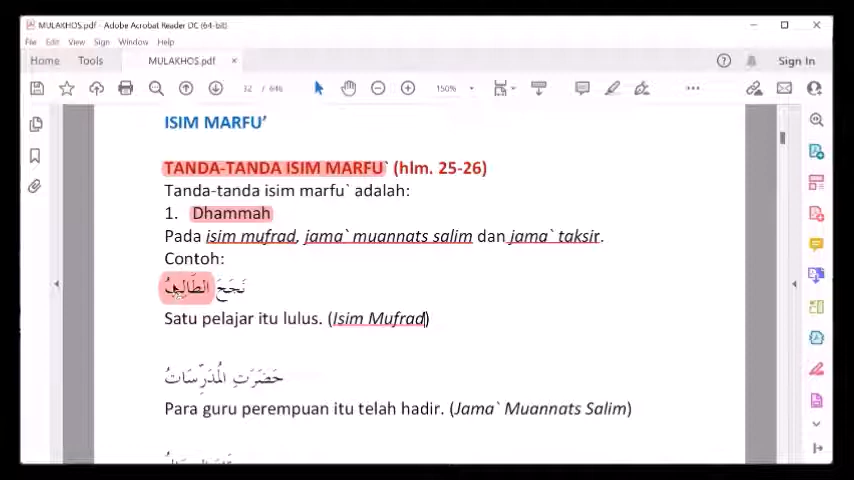 MULAKHOS.pdf - Adobe Acrobat Reader DC (64-bit)
File Edit View Sign Window Help
Home Tools MULAKHOS.pdf × Sign In
32 / 646 150%
ISIM MARFU’
TANDA-TANDA ISIM MARFU` (hlm. 25-26)
Tanda-tanda isim marfu` adalah:
1. Dhammah
Pada isim mufrad, jama` muannats salim dan jama` taksir.
Contoh:
نَجَحَ الطَّالِبُ
Satu pelajar itu lulus. (Isim Mufrad)
حَضَرَتِ الْمُدَرِّسَاتُ
Para guru perempuan itu telah hadir. (Jama` Muannats Salim)